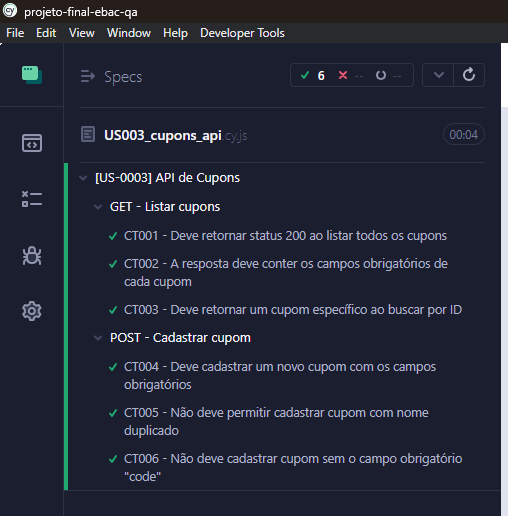 cy projeto-final-ebac-qa
File Edit View Window Help Developer Tools
Specs 6 -- --
US003_cupons_api cy.js 00:04
[US-0003] API de Cupons
GET - Listar cupons
CT001 - Deve retornar status 200 ao listar todos os cupons
CT002 - A resposta deve conter os campos obrigatórios de
cada cupom
CT003 - Deve retornar um cupom específico ao buscar por ID
POST - Cadastrar cupom
CT004 - Deve cadastrar um novo cupom com os campos
obrigatórios
CT005 - Não deve permitir cadastrar cupom com nome
duplicado
CT006 - Não deve cadastrar cupom sem o campo obrigatório
"code"